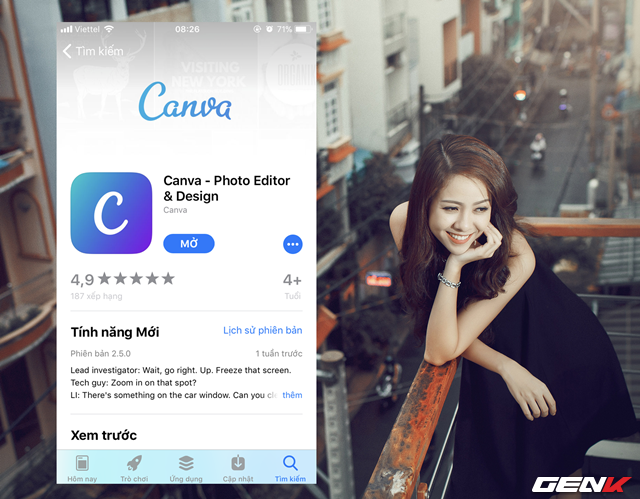 Viettel 08:26 71%
Tìm kiếm
VISITING
NEW YORK
Canva
Canva - Photo Editor
& Design
Canva
MỞ
4,9 ★★★★★ 4+
187 xếp hạng Tuổi
Tính năng Mới Lịch sử phiên bản
Phiên bản 2.5.0 1 tuần trước
Lead investigator: Wait, go right. Up. Freeze that screen.
Tech guy: Zoom in on that spot?
LI: There's something on the car window. Can you cle thêm
Xem trước
Hôm nay Trò chơi Ứng dụng Cập nhật Tìm kiếm
GENK